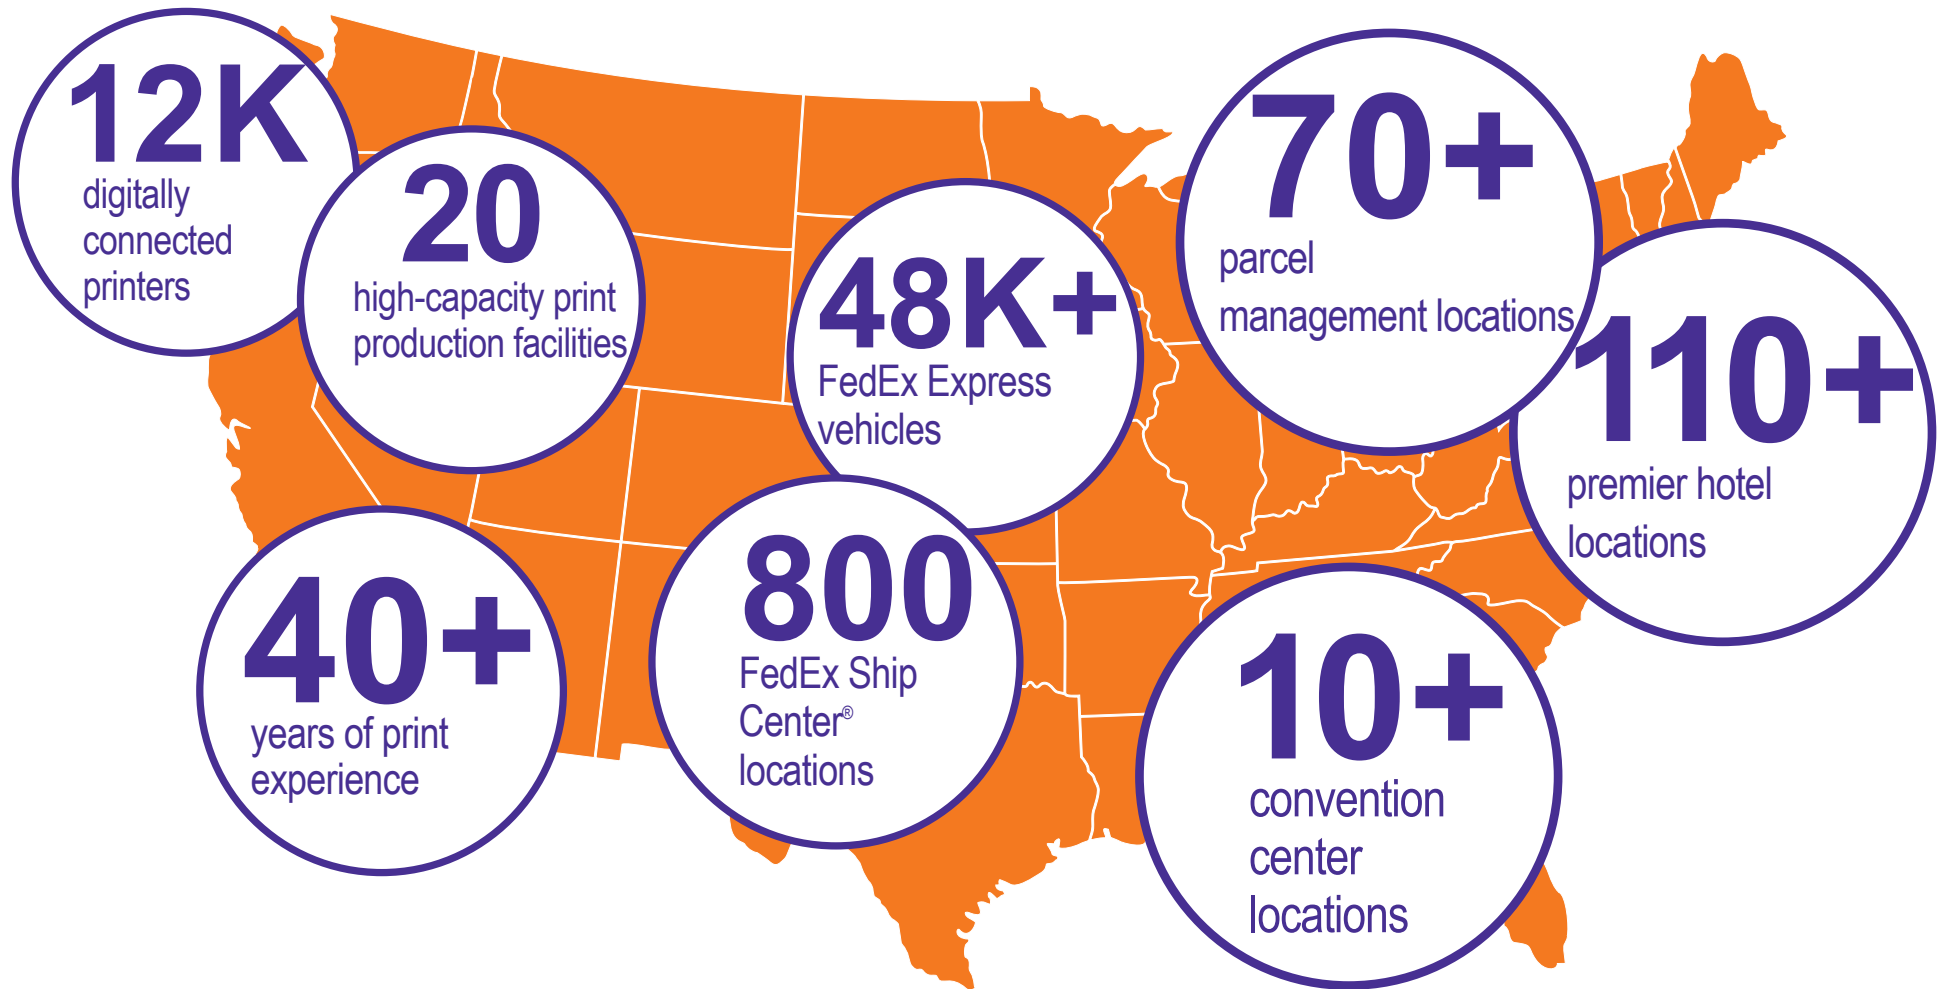 12K
digitally
connected
printers
20
high-capacity print
production facilities
48K+
FedEx Express
vehicles
70+
parcel
management locations
110+
premier hotel
locations
40+
years of print
experience
800
FedEx Ship
Center®
locations
10+
convention
center
locations